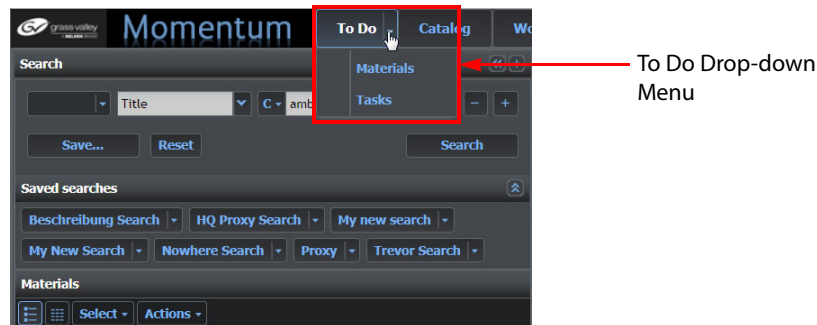 grass valley Momentum To Do Catalog Wo
A BELDEN BRAND
Search
Materials
Tasks
To Do Drop-down
Menu
Title C amb - +
Save... Reset Search
Saved searches
Beschreibung Search HQ Proxy Search My new search
My New Search Nowhere Search Proxy Trevor Search
Materials
Select Actions